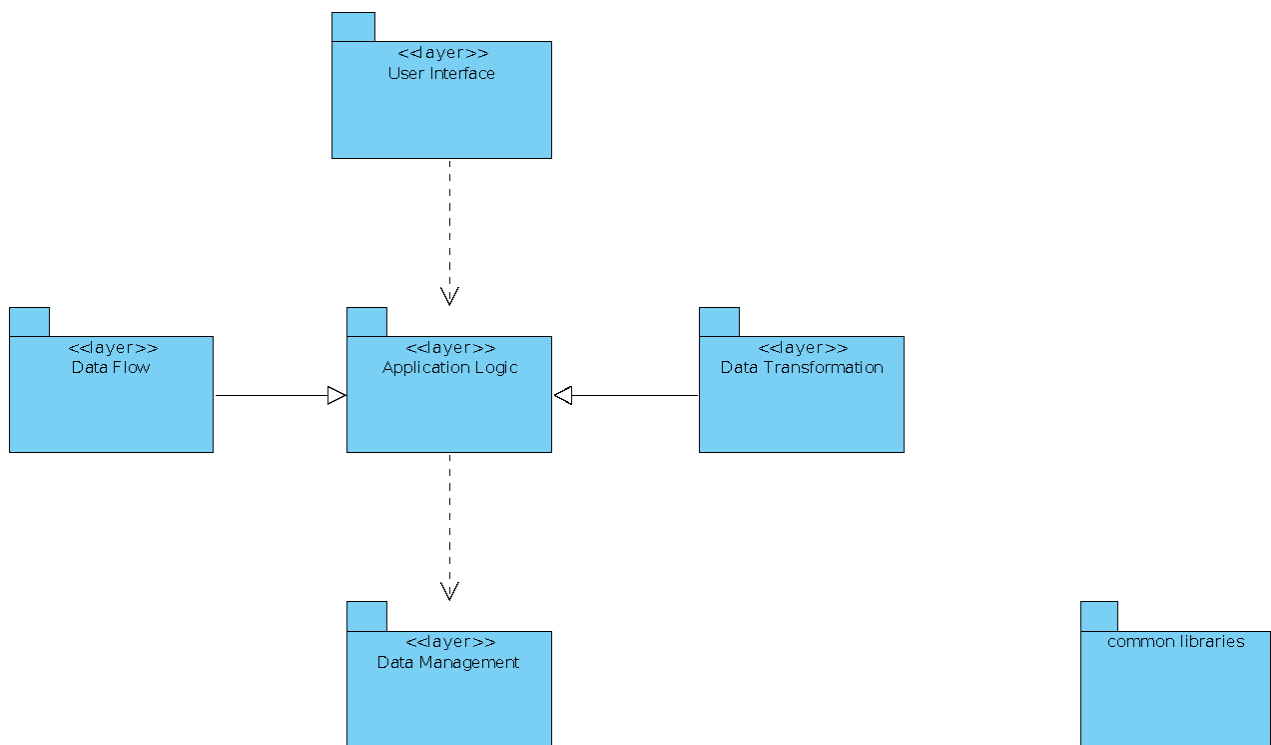 <<layer>>
User Interface
<<layer>>
Data Flow
<<layer>>
Application Logic
<<layer>>
Data Transformation
<<layer>>
Data Management
common libraries